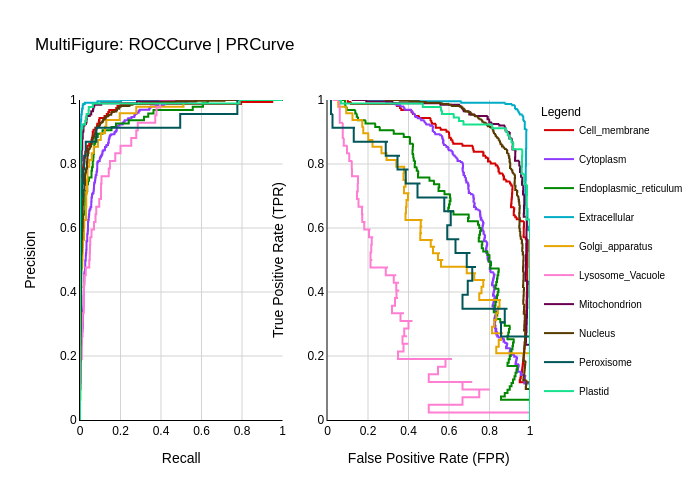 MultiFigure: ROCCurve | PRCurve
Precision
1
0.8
0.6
0.4
0.2
0
0 0.2 0.4 0.6 0.8 1
Recall
True Positive Rate (TPR)
1
0.8
0.6
0.4
0.2
0
0 0.2 0.4 0.6 0.8 1
False Positive Rate (FPR)
Legend
Cell_membrane
Cytoplasm
Endoplasmic_reticulum
Extracellular
Golgi_apparatus
Lysosome_Vacuole
Mitochondrion
Nucleus
Peroxisome
Plastid